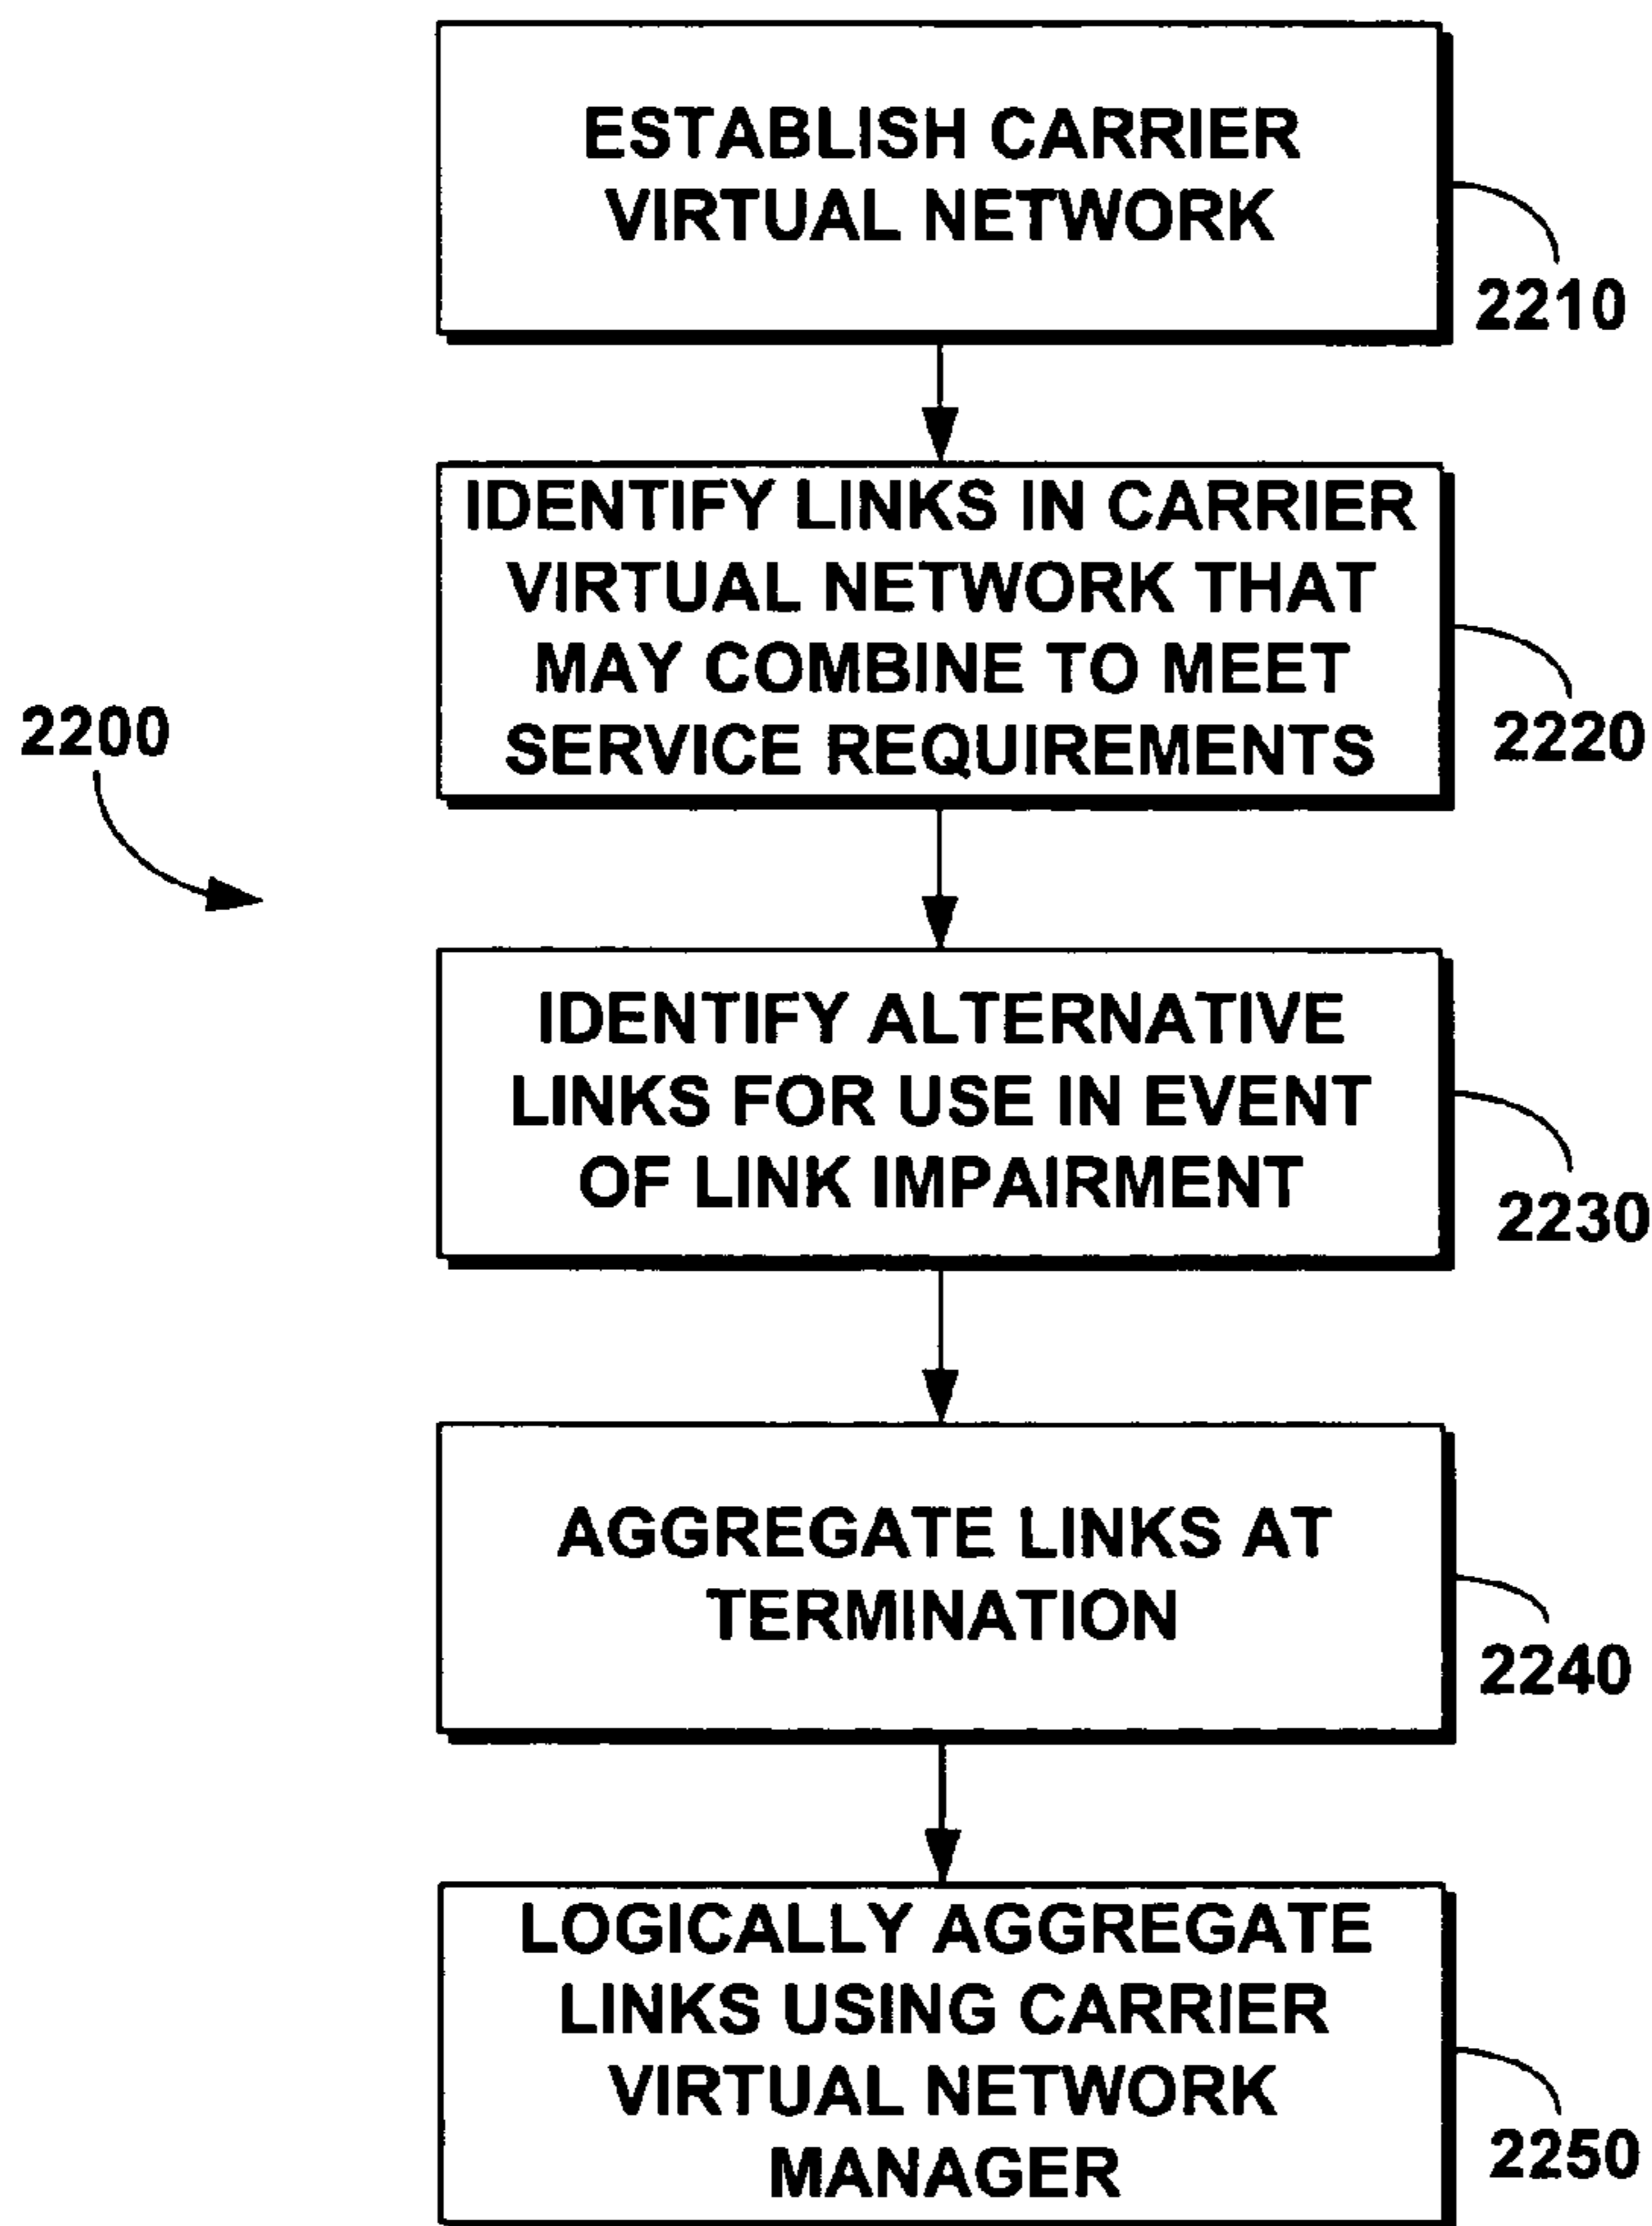 ESTABLISH CARRIER
VIRTUAL NETWORK
2210
IDENTIFY LINKS IN CARRIER
VIRTUAL NETWORK THAT
MAY COMBINE TO MEET
SERVICE REQUIREMENTS
2220
2200
IDENTIFY ALTERNATIVE
LINKS FOR USE IN EVENT
OF LINK IMPAIRMENT
2230
AGGREGATE LINKS AT
TERMINATION
2240
LOGICALLY AGGREGATE
LINKS USING CARRIER
VIRTUAL NETWORK
MANAGER
2250